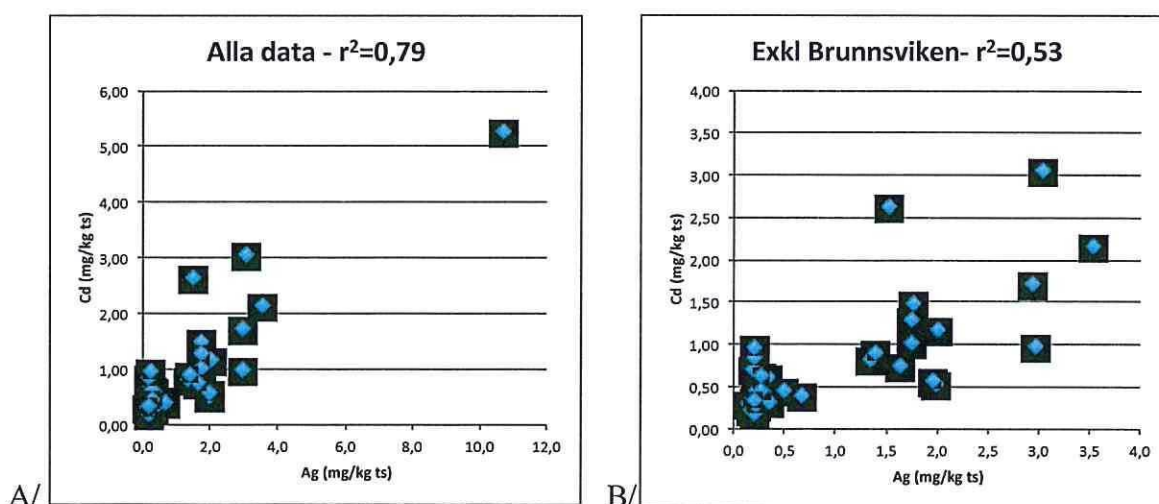 Alla data - r²=0,79
6,00
5,00
4,00
3,00
2,00
1,00
0,00
Cd (mg/kg ts)
0,0 2,0 4,0 6,0 8,0 10,0 12,0
Ag (mg/kg ts)
A/
Exkl Brunnsviken- r²=0,53
4,00
3,50
3,00
2,50
2,00
1,50
1,00
0,50
0,00
Cd (mg/kg ts)
0,0 0,5 1,0 1,5 2,0 2,5 3,0 3,5 4,0
Ag (mg/kg ts)
B/